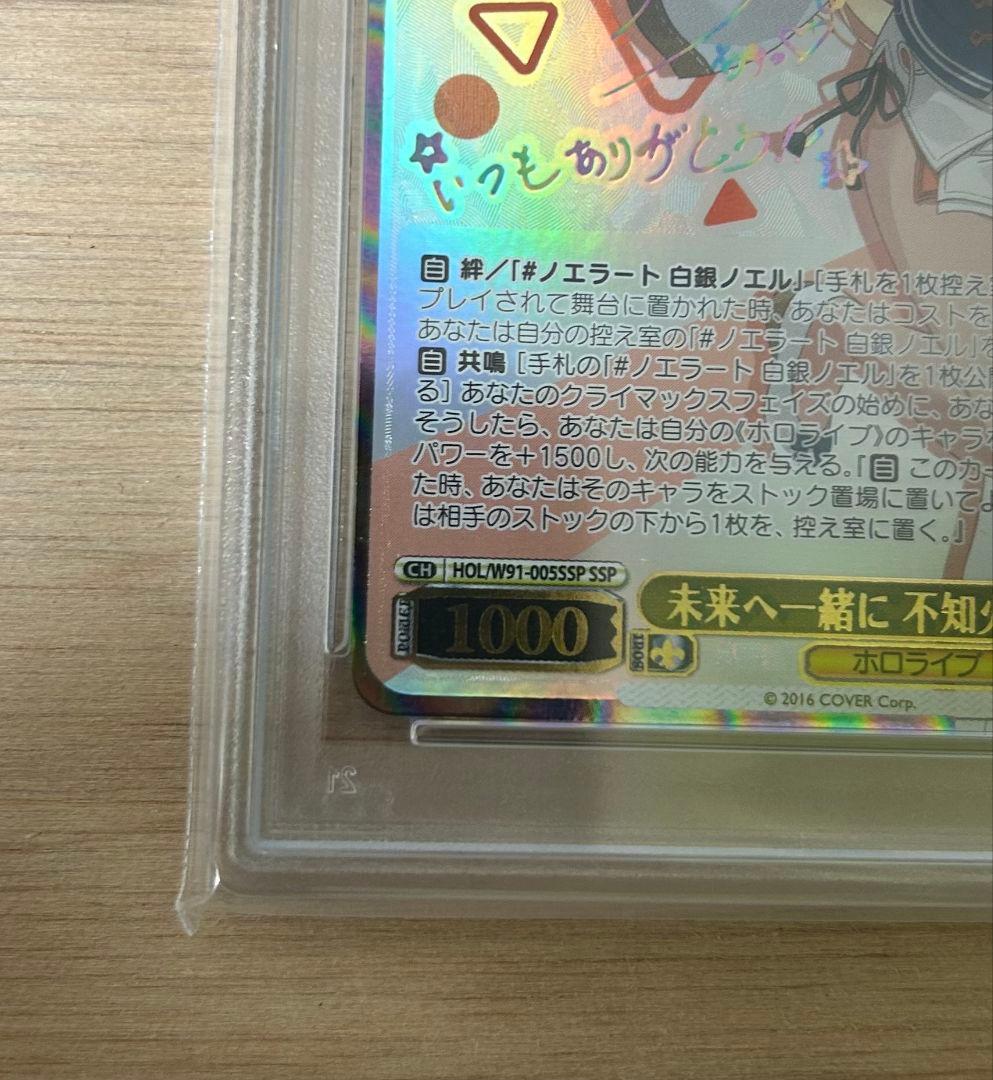 いつもありがとう!!
自 絆／「#ノエラート 白銀ノエル」［手札を1枚控え
プレイされて舞台に置かれた時、あなたはコストを
あなたは自分の控え室の「#ノエラート 白銀ノエル」を
自 共鳴［手札の「#ノエラート 白銀ノエル」を1枚公
る］あなたのクライマックスフェイズの始めに、あな
そうしたら、あなたは自分の《ホロライブ》のキャラ
パワーを＋1500し、次の能力を与える。「自 このカー
た時、あなたはそのキャラをストック置場に置いてよ
は相手のストックの下から1枚を、控え室に置く。」
CH HOL/W91-005SSP SSP
POWER 1000
未来へ一緒に 不知
ホロライブ
© 2016 COVER Corp.
21